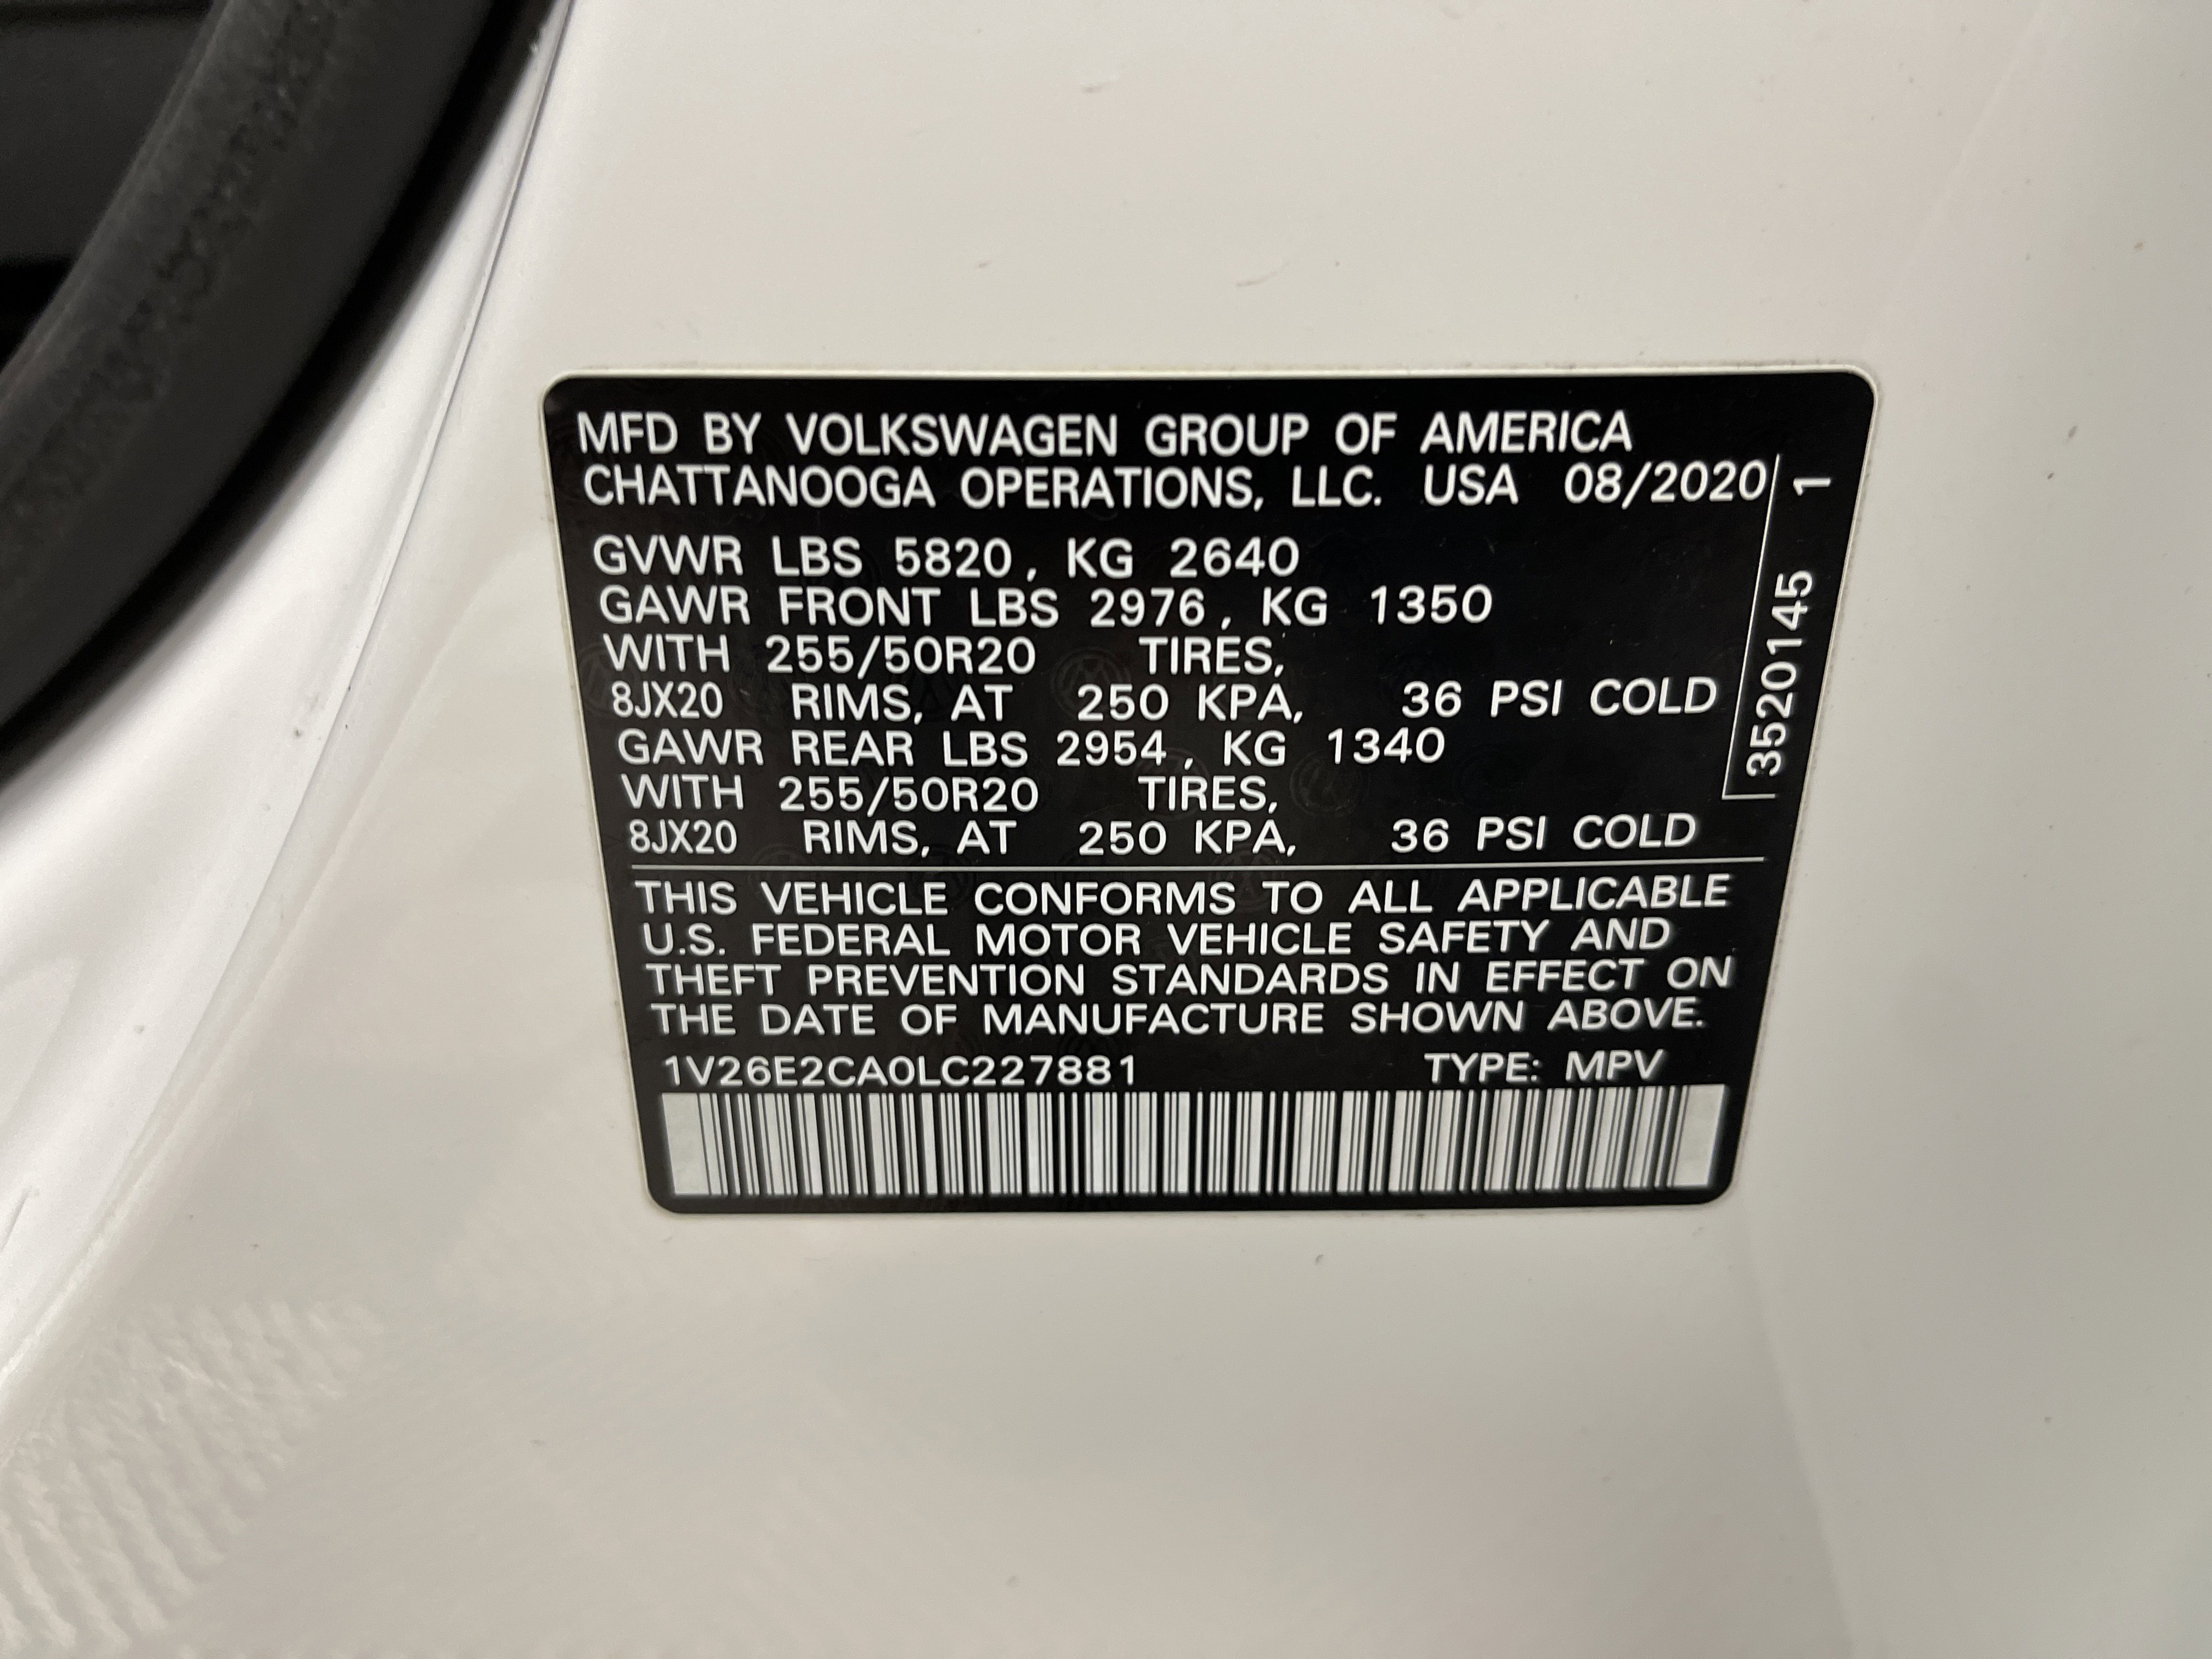 MFD BY VOLKSWAGEN GROUP OF AMERICA
CHATTANOOGA OPERATIONS, LLC. USA 08/2020
GVWR LBS 5820, KG 2640
GAWR FRONT LBS 2976, KG 1350
WITH 255/50R20 TIRES,
8JX20 RIMS, AT 250 KPA, 36 PSI COLD
GAWR REAR LBS 2954, KG 1340
WITH 255/50R20 TIRES,
8JX20 RIMS, AT 250 KPA, 36 PSI COLD
THIS VEHICLE CONFORMS TO ALL APPLICABLE
U.S. FEDERAL MOTOR VEHICLE SAFETY AND
THEFT PREVENTION STANDARDS IN EFFECT ON
THE DATE OF MANUFACTURE SHOWN ABOVE.
1V26E2CA0LC227881 TYPE: MPV
3520145 1